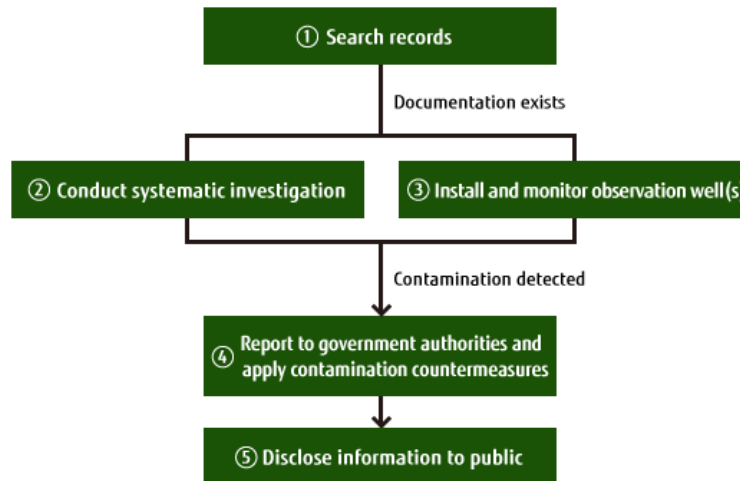 ① Search records
Documentation exists
② Conduct systematic investigation
③ Install and monitor observation well(s
Contamination detected
④ Report to government authorities and
apply contamination countermeasures
⑤ Disclose information to public